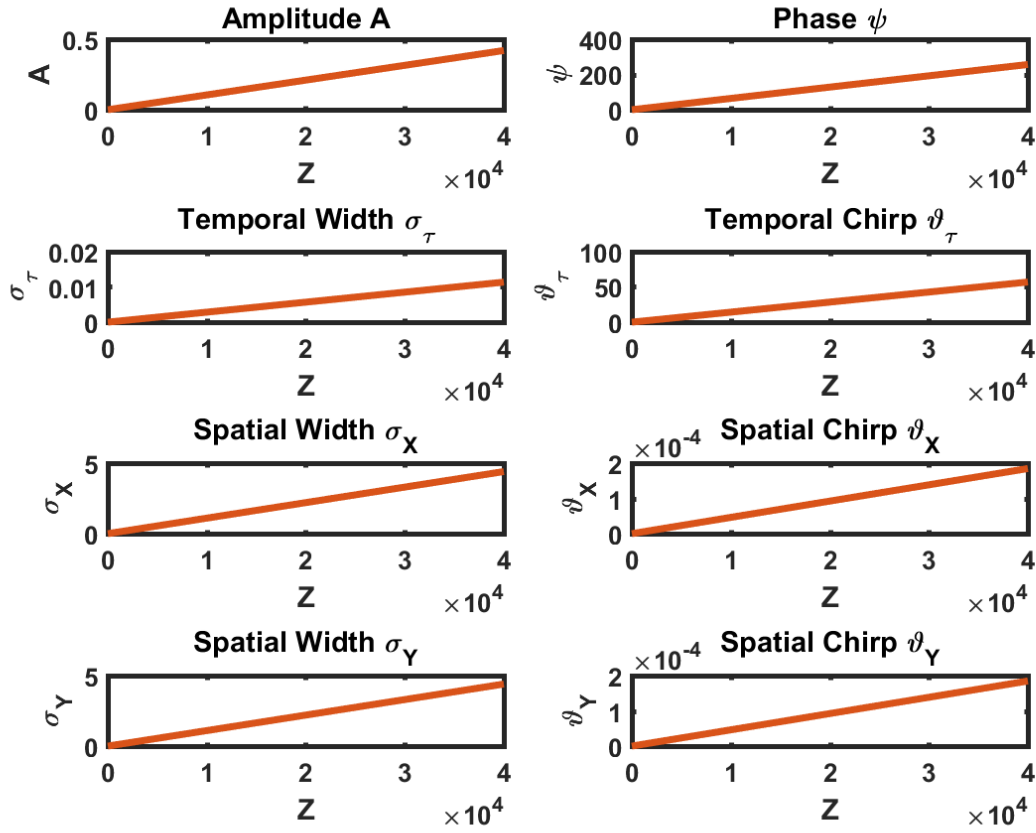 Amplitude A
0.5
A
0
0 1 2 3 4
Z ×10^4
Phase ψ
400
ψ 200
0
0 1 2 3 4
Z ×10^4
Temporal Width σ_τ
0.02
σ_τ 0.01
0
0 1 2 3 4
Z ×10^4
Temporal Chirp ϑ_τ
100
ϑ_τ 50
0
0 1 2 3 4
Z ×10^4
Spatial Width σ_X
5
σ_X
0
0 1 2 3 4
Z ×10^4
×10^-4 Spatial Chirp ϑ_X
2
ϑ_X 1
0
0 1 2 3 4
Z ×10^4
Spatial Width σ_Y
5
σ_Y
0
0 1 2 3 4
Z ×10^4
×10^-4 Spatial Chirp ϑ_Y
2
ϑ_Y 1
0
0 1 2 3 4
Z ×10^4